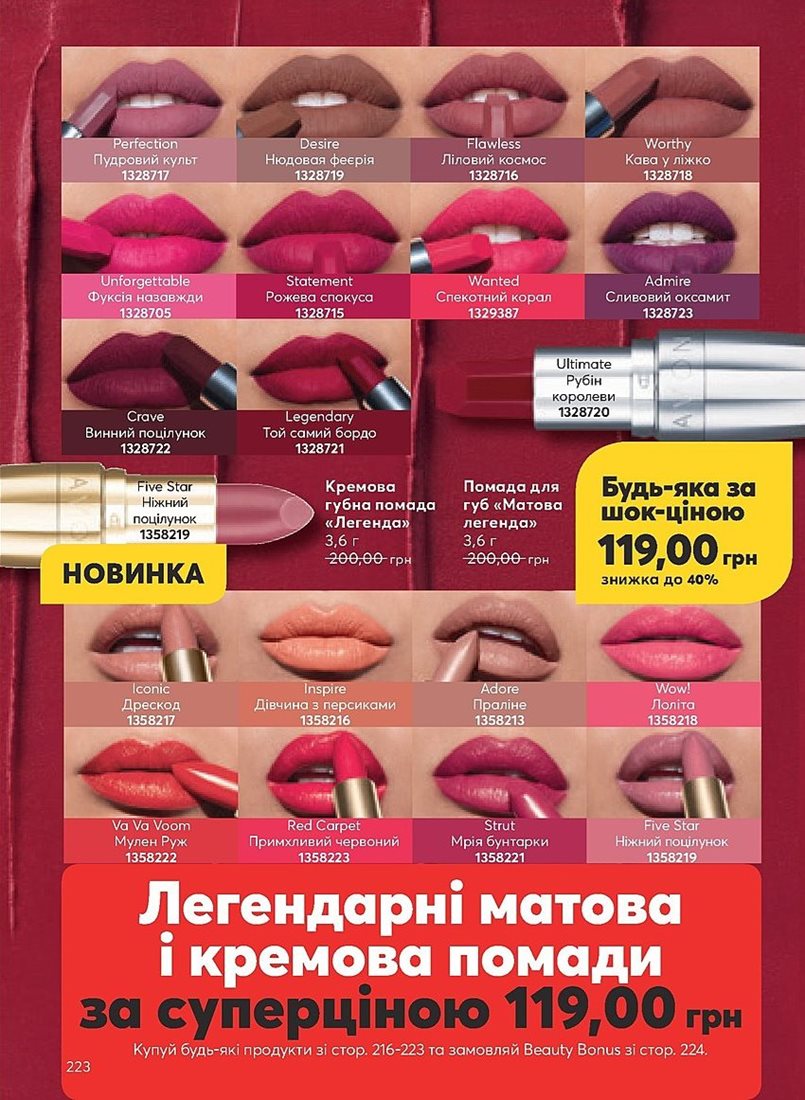 Perfection
Пудровий культ
1328717
Desire
Нюдовая феєрія
1328719
Flawless
Ліловий космос
1328716
Worthy
Кава у ліжко
1328718
Unforgettable
Фуксія назавжди
1328705
Statement
Рожева спокуса
1328715
Wanted
Спекотний корал
1329387
Admire
Сливовий оксамит
1328723
Crave
Винний поцілунок
1328722
Legendary
Той самий бордо
1328721
Ultimate
Рубін
королеви
1328720
AVON
Five Star
Ніжний
поцілунок
1358219
AVO
НОВИНКА
Кремова
губна помада
«Легенда»
3,6 г
200,00 грн
Помада для
губ «Матова
легенда»
3,6 г
200,00 грн
Будь-яка за
шок-ціною
119,00 грн
знижка до 40%
Iconic
Дрескод
1358217
Inspire
Дівчина з персиками
1358216
Adore
Праліне
1358213
Wow!
Лоліта
1358218
Va Va Voom
Мулен Руж
1358222
Red Carpet
Примхливий червоний
1358223
Strut
Мрія бунтарки
1358221
Five Star
Ніжний поцілунок
1358219
Легендарні матова
і кремова помади
за суперціною 119,00 грн
Купуй будь-які продукти зі стор. 216-223 та замовляй Beauty Bonus зі стор. 224.
223